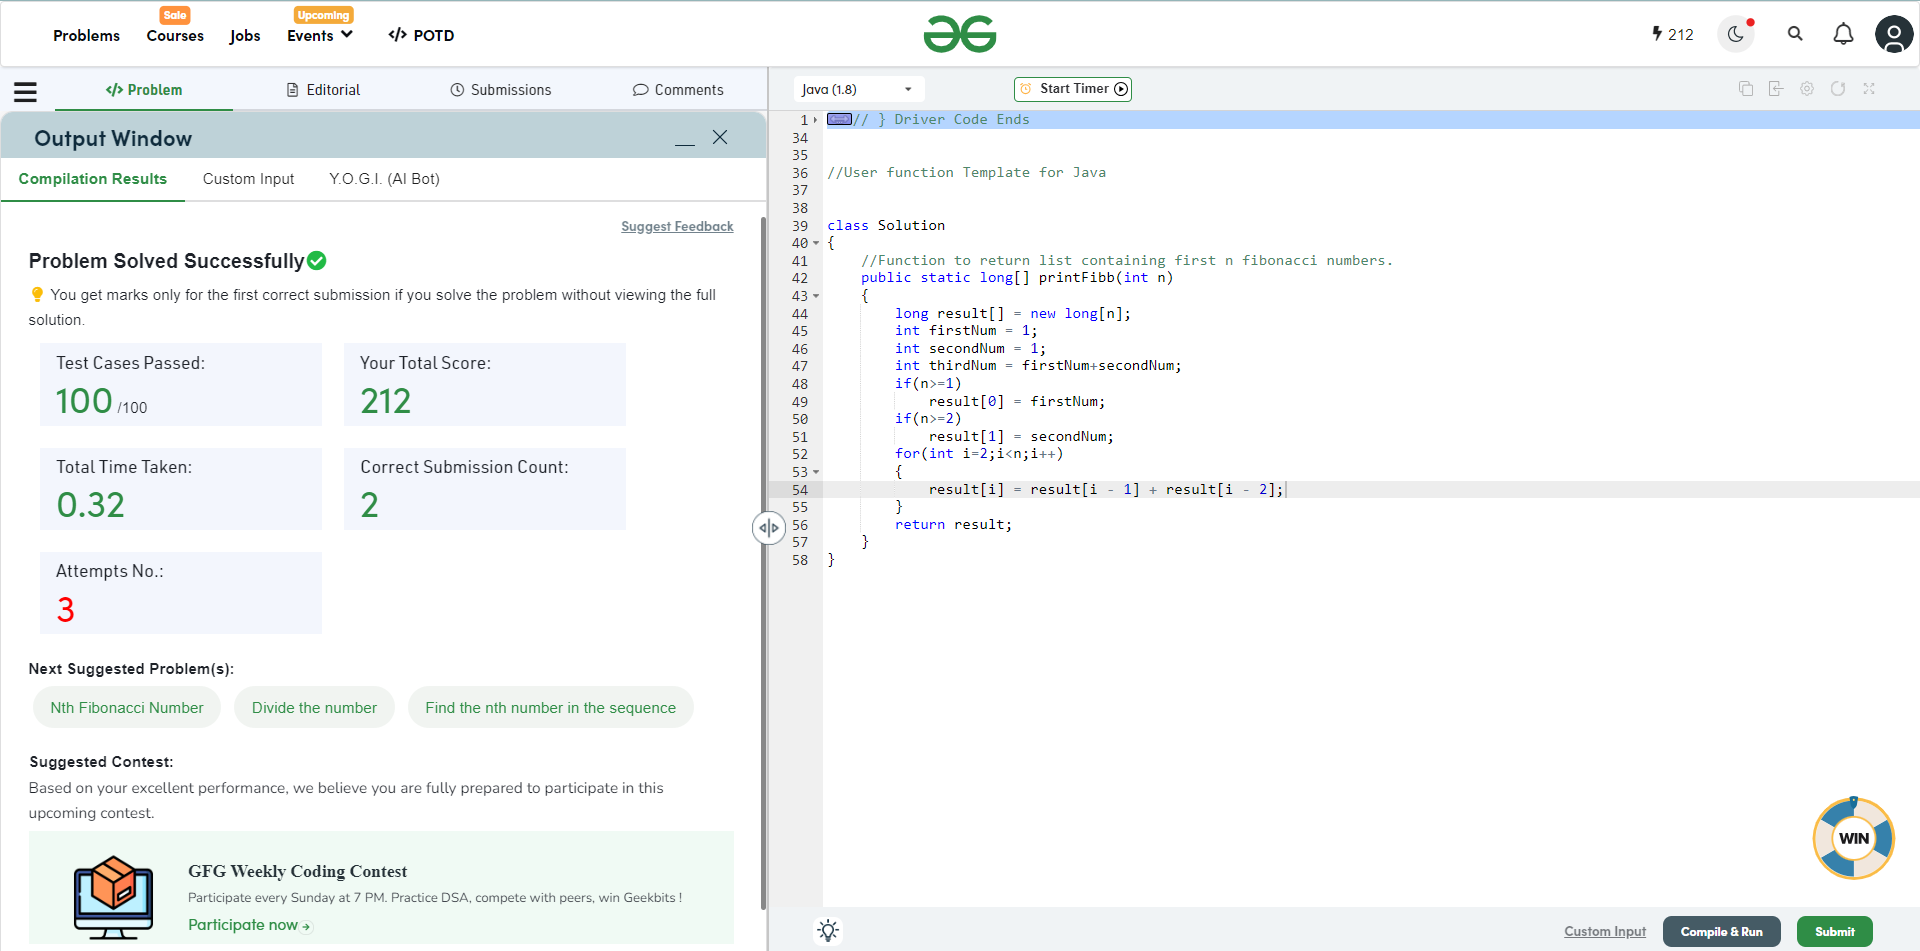 Sale
Upcoming
Problems Courses Jobs Events </> POTD
212
</> Problem
Editorial
Submissions
Comments
Java (1.8)
Start Timer
Output Window
Compilation Results Custom Input Y.O.G.I. (AI Bot)
Suggest Feedback
Problem Solved Successfully
You get marks only for the first correct submission if you solve the problem without viewing the full
solution.
Test Cases Passed:
100 /100
Your Total Score:
212
Total Time Taken:
0.32
Correct Submission Count:
2
Attempts No.:
3
Next Suggested Problem(s):
Nth Fibonacci Number
Divide the number
Find the nth number in the sequence
Suggested Contest:
Based on your excellent performance, we believe you are fully prepared to participate in this
upcoming contest.
GFG Weekly Coding Contest
Participate every Sunday at 7 PM. Practice DSA, compete with peers, win Geekbits !
Participate now
1 // } Driver Code Ends
34
35
36 //User function Template for Java
37
38
39 class Solution
40 {
41 //Function to return list containing first n fibonacci numbers.
42 public static long[] printFibb(int n)
43 {
44 long result[] = new long[n];
45 int firstNum = 1;
46 int secondNum = 1;
47 int thirdNum = firstNum+secondNum;
48 if(n>=1)
49 result[0] = firstNum;
50 if(n>=2)
51 result[1] = secondNum;
52 for(int i=2;i<n;i++)
53 {
54 result[i] = result[i - 1] + result[i - 2];
55 }
56 return result;
57 }
58 }
WIN
Custom Input
Compile & Run
Submit